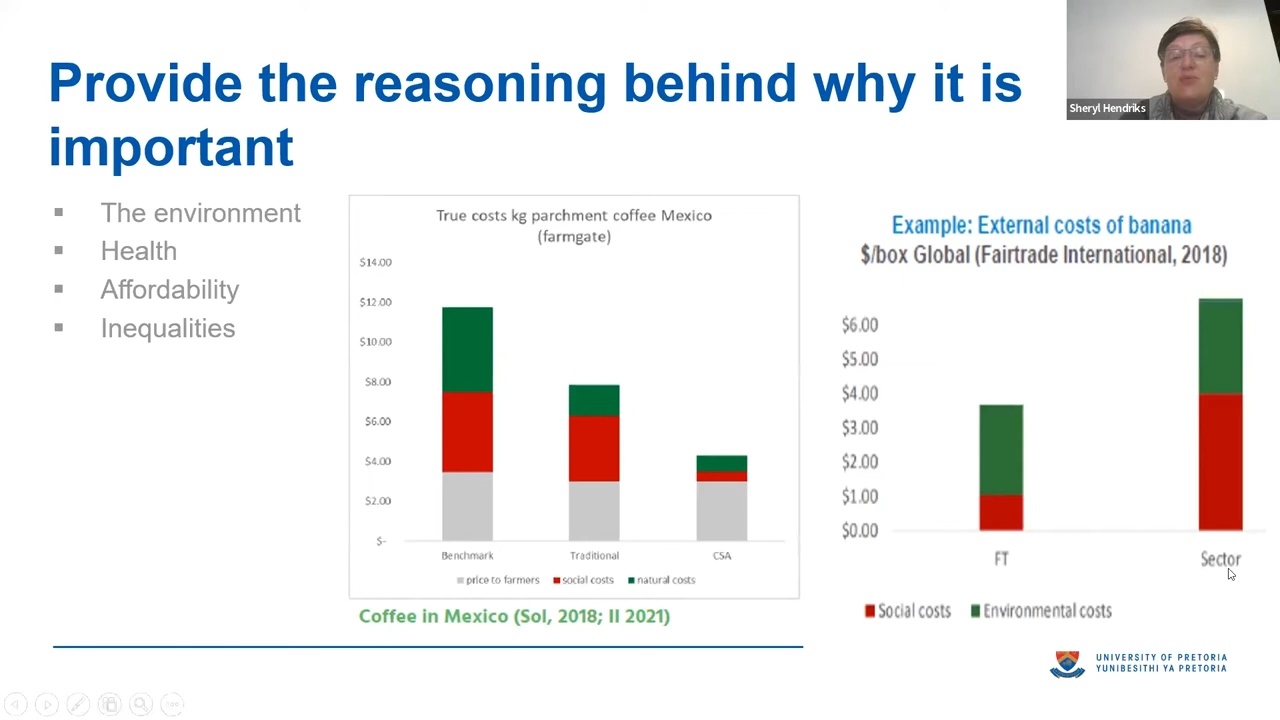 Provide the reasoning behind why it is
important
Sheryl Hendriks
▪ The environment
▪ Health
▪ Affordability
▪ Inequalities
True costs kg parchment coffee Mexico
(farmgate)
$14.00
$12.00
$10.00
$8.00
$6.00
$4.00
$2.00
$-
Benchmark Traditional CSA
price to farmers social costs natural costs
Coffee in Mexico (Sol, 2018; II 2021)
Example: External costs of banana
$/box Global (Fairtrade International, 2018)
$6.00
$5.00
$4.00
$3.00
$2.00
$1.00
$0.00
FT Sector
Social costs Environmental costs
UNIVERSITY OF PRETORIA
YUNIBESITHI YA PRETORIA